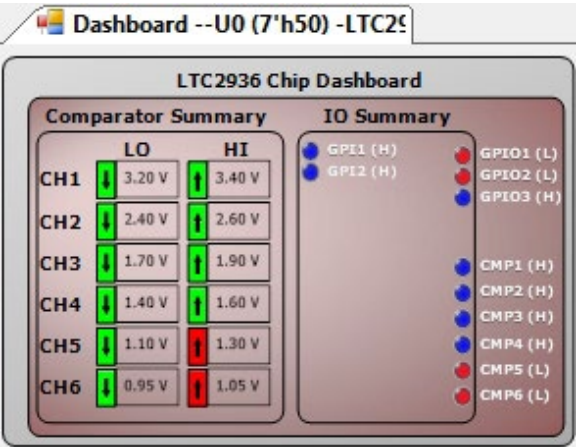 Dashboard --U0 (7'h50) -LTC29
LTC2936 Chip Dashboard
Comparator Summary
LO HI
CH1 3.20 V 3.40 V
CH2 2.40 V 2.60 V
CH3 1.70 V 1.90 V
CH4 1.40 V 1.60 V
CH5 1.10 V 1.30 V
CH6 0.95 V 1.05 V
IO Summary
GPI1 (H)
GPI2 (H)
GPIO1 (L)
GPIO2 (L)
GPIO3 (H)
CMP1 (H)
CMP2 (H)
CMP3 (H)
CMP4 (H)
CMP5 (L)
CMP6 (L)